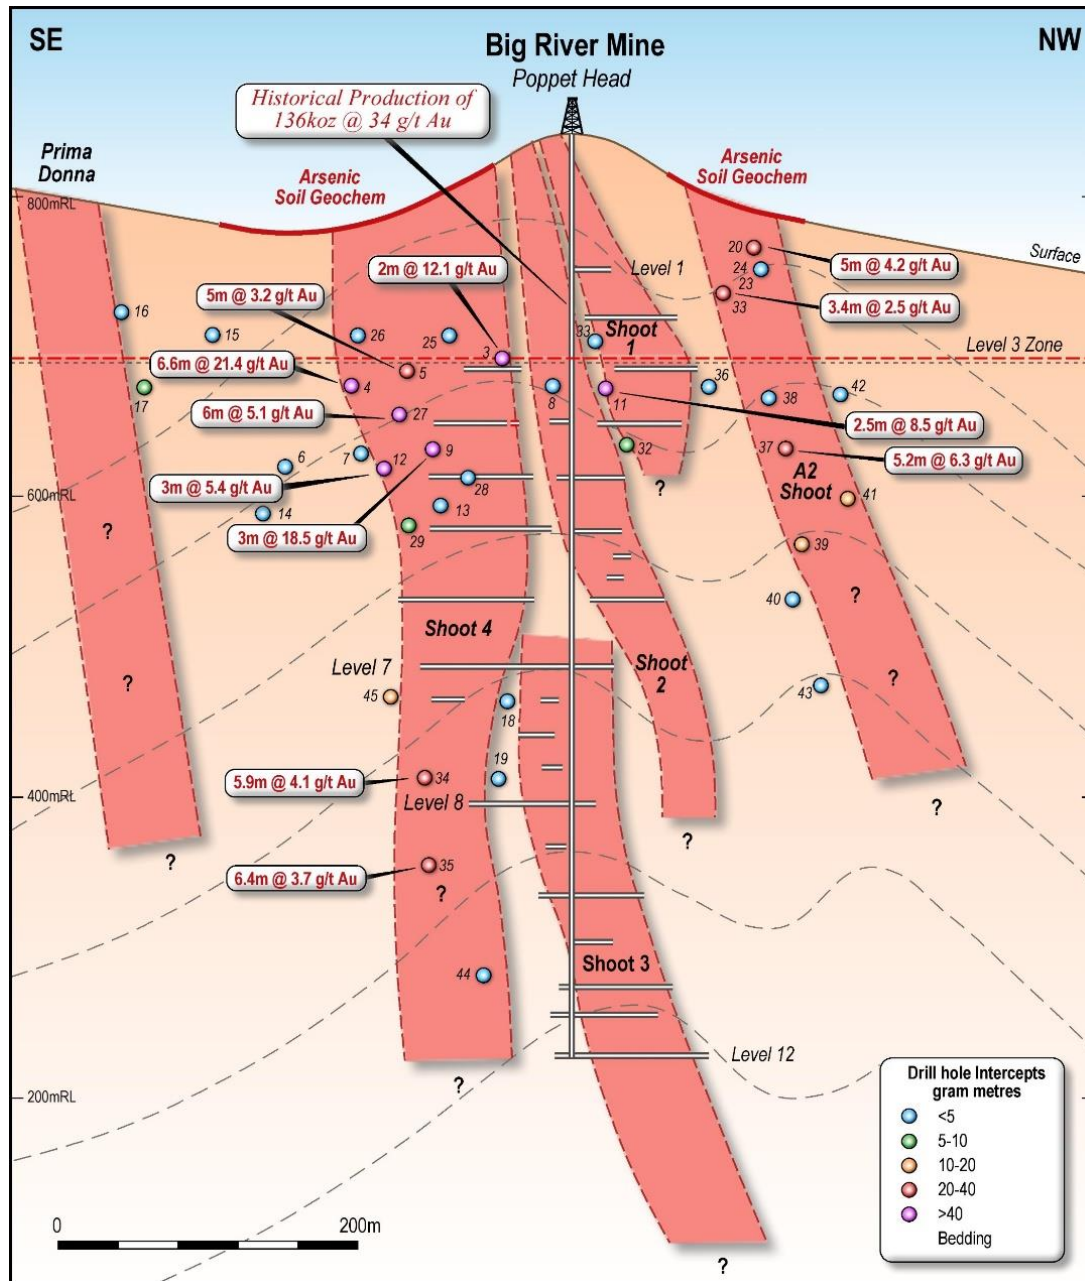 SE
Big River Mine
NW
Poppet Head
Historical Production of
136koz @ 34 g/t Au
Prima
Donna
Arsenic
Soil Geochem
Arsenic
Soil Geochem
800mRL
Surface
20
5m @ 4.2 g/t Au
24
2m @ 12.1 g/t Au
Level 1
23
33
3.4m @ 2.5 g/t Au
5m @ 3.2 g/t Au
16
15
26
25
33
Shoot
1
Level 3 Zone
3
6.6m @ 21.4 g/t Au
5
4
17
8
11
36
38
42
6m @ 5.1 g/t Au
27
2.5m @ 8.5 g/t Au
32
37
5.2m @ 6.3 g/t Au
6
7
12
9
A2
Shoot
3m @ 5.4 g/t Au
28
?
41
600mRL
14
13
?
3m @ 18.5 g/t Au
29
39
?
40
Shoot 4
Shoot
2
?
Level 7
?
45
18
43
19
5.9m @ 4.1 g/t Au
34
400mRL
Level 8
?
?
?
6.4m @ 3.7 g/t Au
35
?
Shoot 3
44
Level 12
?
200mRL
Drill hole Intercepts
gram metres
<5
5-10
10-20
20-40
>40
Bedding
0
200m
?